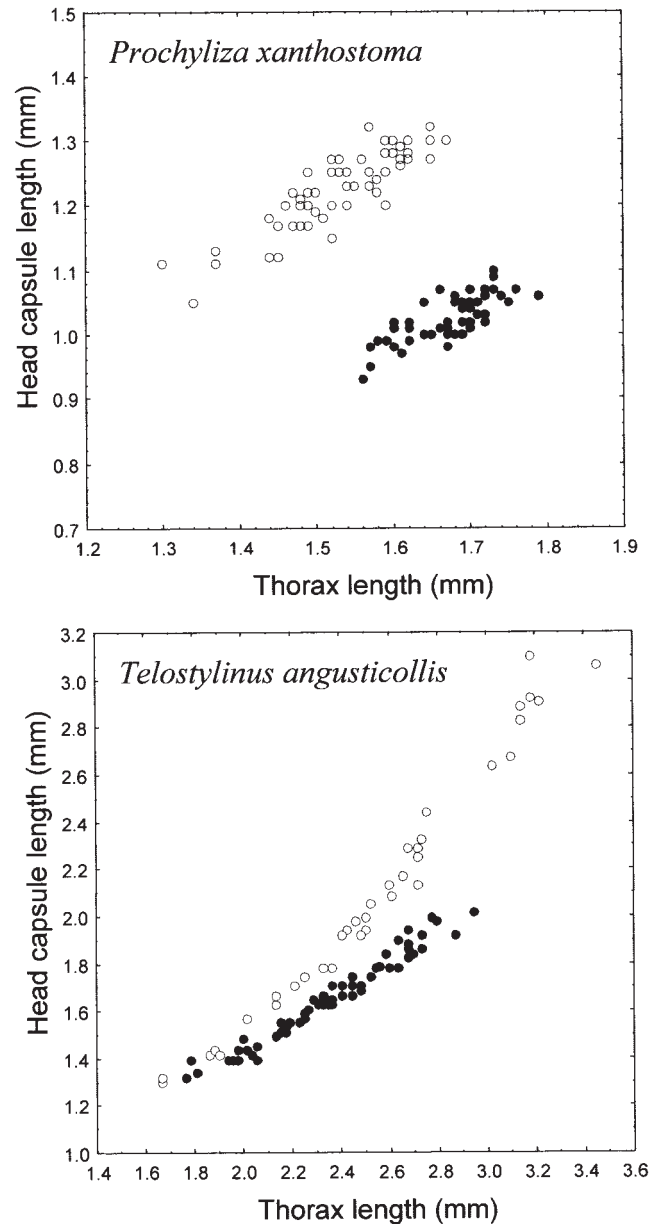 Prochyliza xanthostoma
Head capsule length (mm)
1.5
1.4
1.3
1.2
1.1
1.0
0.9
0.8
0.7
1.2 1.3 1.4 1.5 1.6 1.7 1.8 1.9
Thorax length (mm)
Telostylinus angusticollis
Head capsule length (mm)
3.2
3.0
2.8
2.6
2.4
2.2
2.0
1.8
1.6
1.4
1.2
1.0
1.4 1.6 1.8 2.0 2.2 2.4 2.6 2.8 3.0 3.2 3.4 3.6
Thorax length (mm)